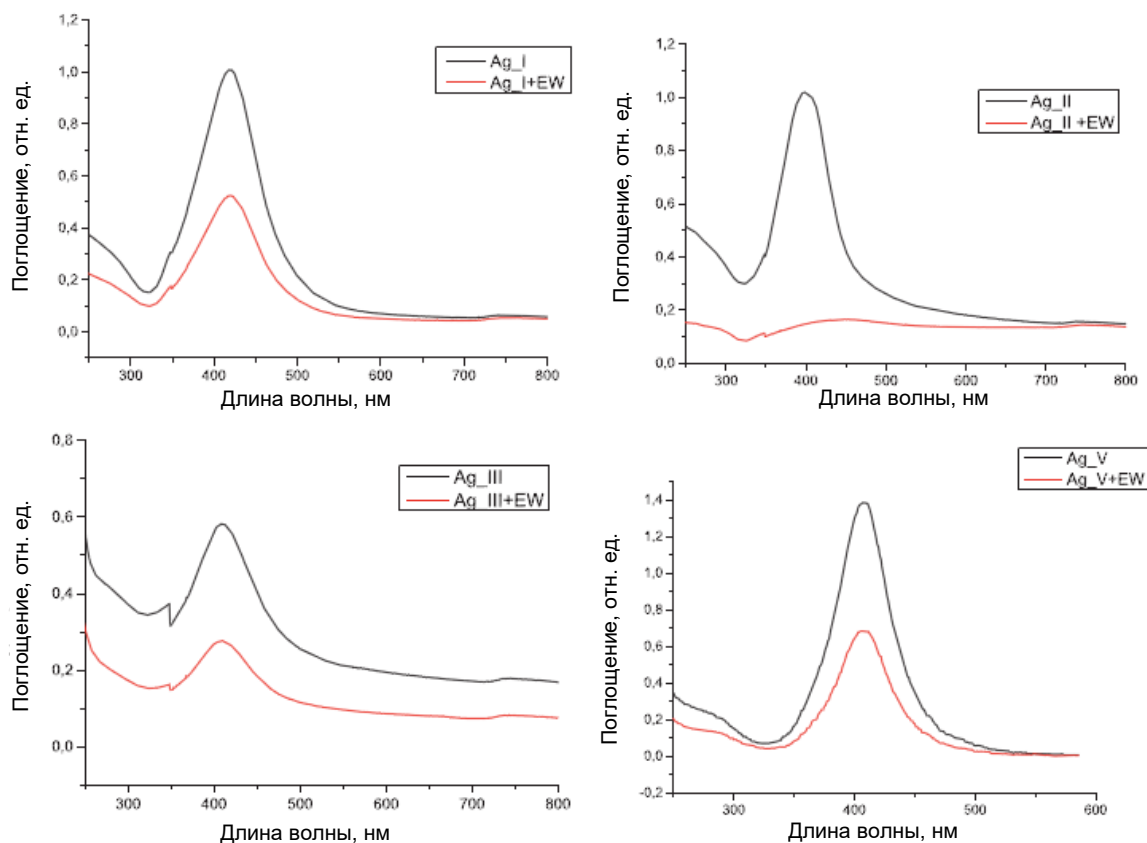 1,2
1,0
0,8
0,6
0,4
0,2
0,0
Поглощение, отн. ед.
300 400 500 600 700 800
Длина волны, нм
Ag_I
Ag_I+EW
1,2
1,0
0,8
0,6
0,4
0,2
0,0
Поглощение, отн. ед.
300 400 500 600 700 800
Длина волны, нм
Ag_II
Ag_II +EW
0,8
0,6
0,4
0,2
0,0
Поглощение, отн. ед.
300 400 500 600 700 800
Длина волны, нм
Ag_III
Ag_III+EW
1,4
1,2
1,0
0,8
0,6
0,4
0,2
0,0
-0,2
Поглощение, отн. ед.
300 400 500 600
Длина волны, нм
Ag_V
Ag_V+EW